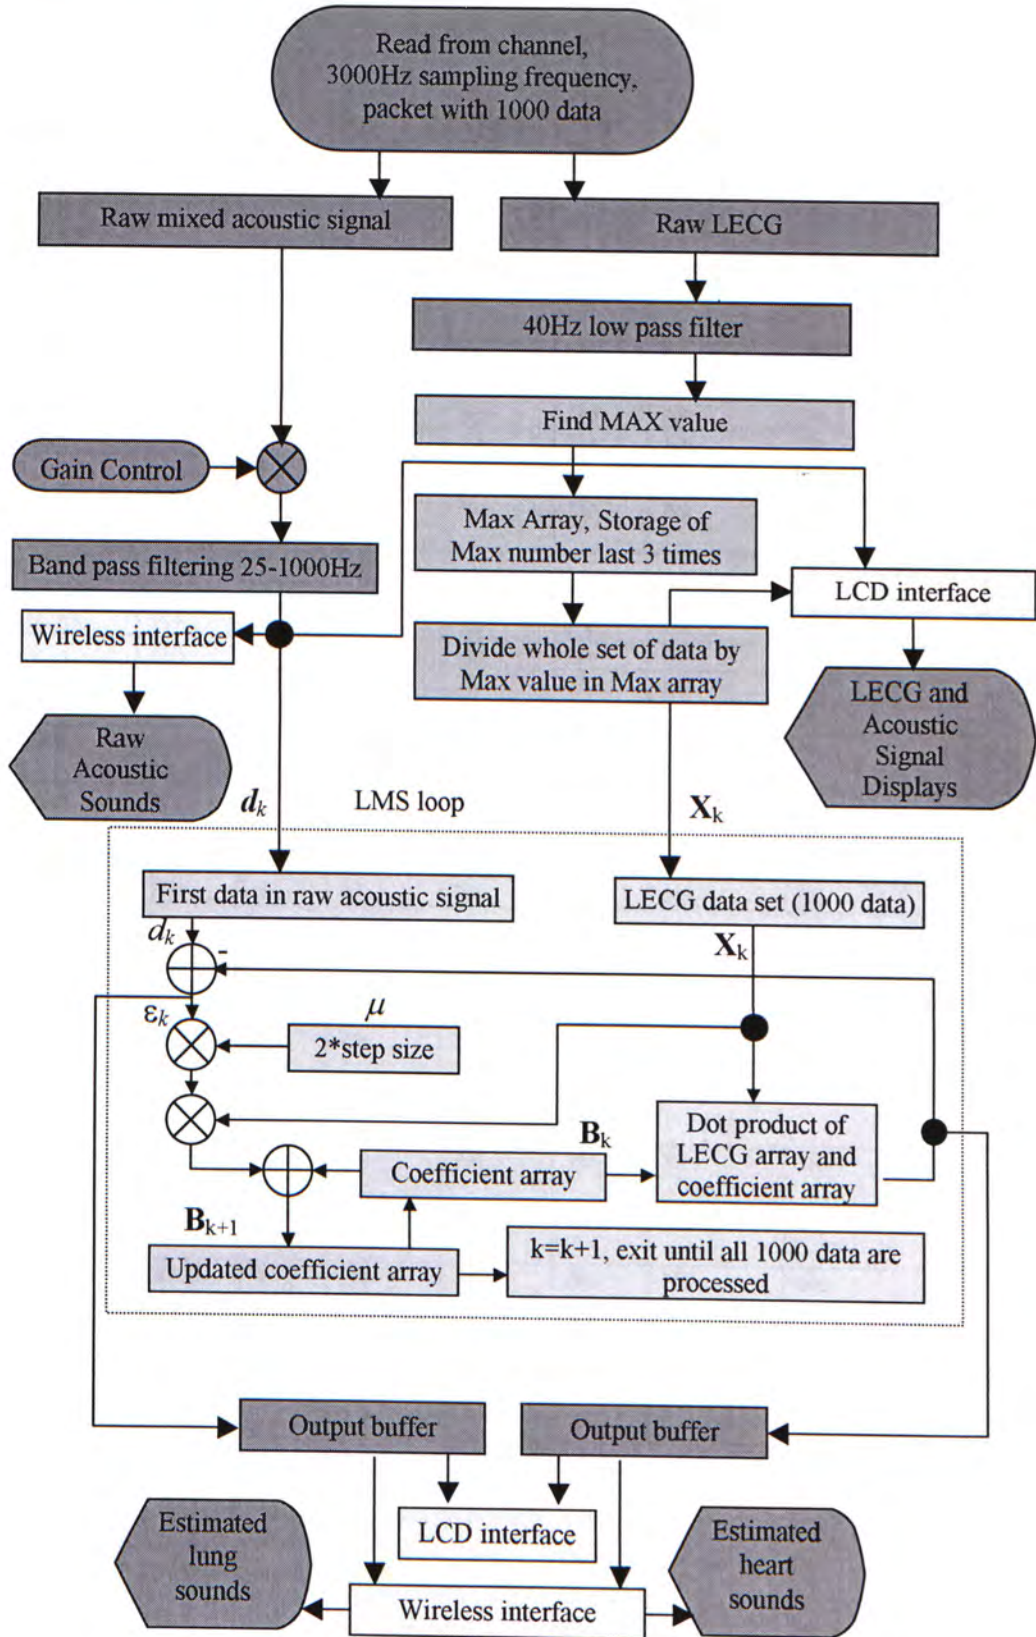 Read from channel,
3000Hz sampling frequency,
packet with 1000 data
Raw mixed acoustic signal
Raw LECG
40Hz low pass filter
Find MAX value
Gain Control
Max Array, Storage of
Max number last 3 times
Band pass filtering 25-1000Hz
LCD interface
Wireless interface
Divide whole set of data by
Max value in Max array
Raw
Acoustic
Sounds
LECG and
Acoustic
Signal
Displays
dk
LMS loop
Xk
First data in raw acoustic signal
LECG data set (1000 data)
dk
-
Xk
εk
μ
2*step size
Bk
Dot product of
LECG array and
coefficient array
Coefficient array
Bk+1
Updated coefficient array
k=k+1, exit until all 1000 data are
processed
Output buffer
Output buffer
Estimated
lung
sounds
LCD interface
Estimated
heart
sounds
Wireless interface